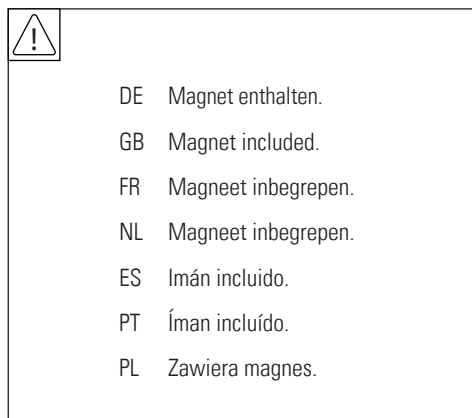 DE Magnet enthalten.
GB Magnet included.
FR Magneet inbegrepen.
NL Magneet inbegrepen.
ES Imán incluido.
PT Íman incluído.
PL Zawiera magnes.